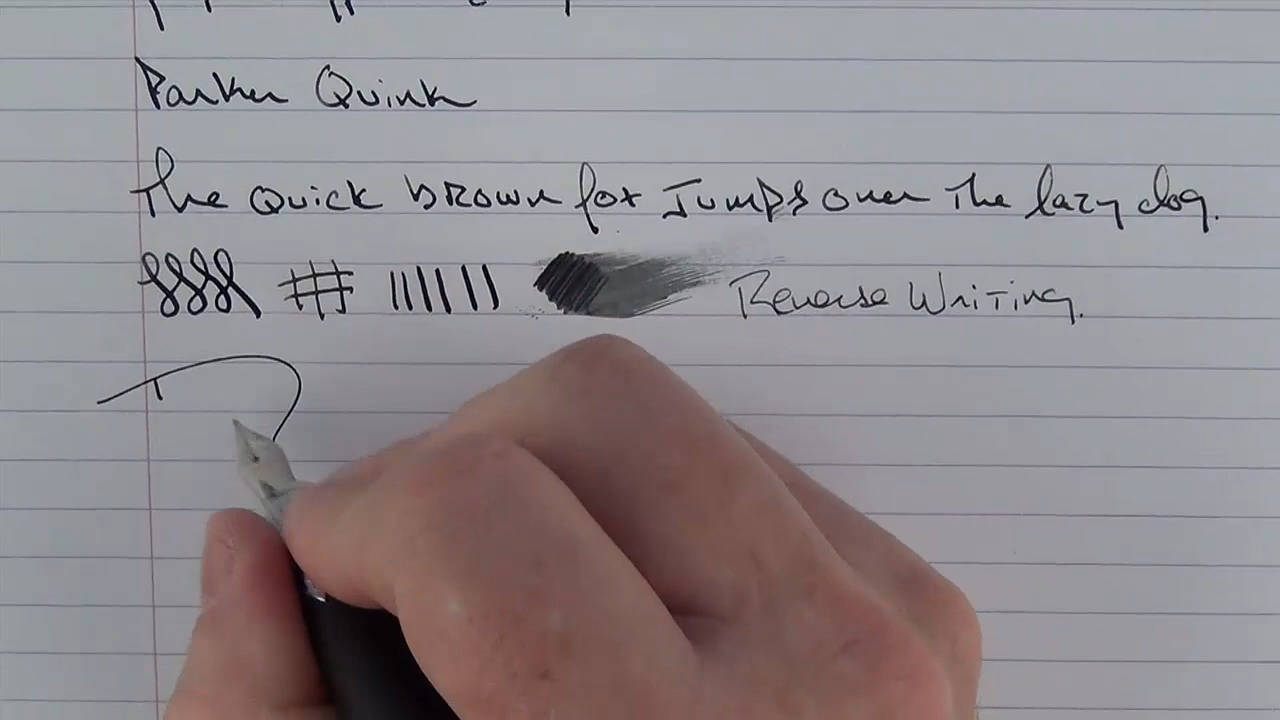 Parker Quink
The Quick brown fox Jumps over The lazy dog.
Reverse Writing.